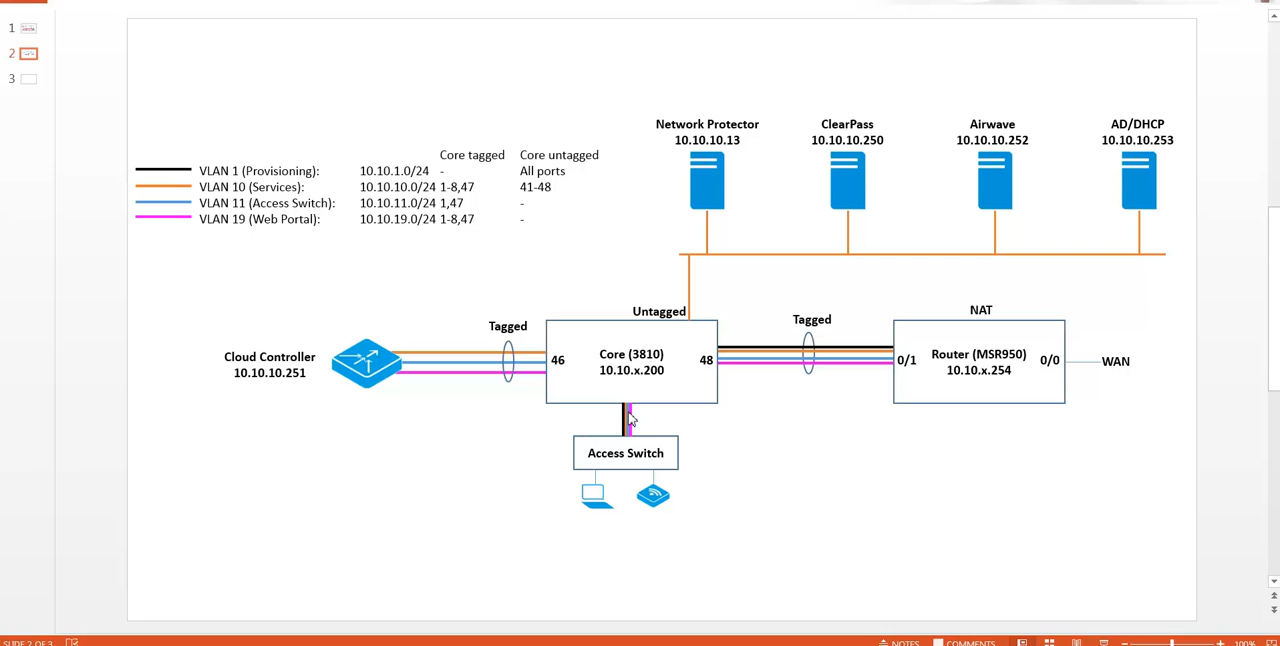 1
2
3
Network Protector
10.10.10.13
ClearPass
10.10.10.250
Airwave
10.10.10.252
AD/DHCP
10.10.10.253
Core tagged Core untagged
VLAN 1 (Provisioning): 10.10.1.0/24 - All ports
VLAN 10 (Services): 10.10.10.0/24 1-8,47 41-48
VLAN 11 (Access Switch): 10.10.11.0/24 1,47 -
VLAN 19 (Web Portal): 10.10.19.0/24 1-8,47 -
Untagged
NAT
Tagged
Tagged
Cloud Controller
10.10.10.251
46
Core (3810)
10.10.x.200
48
0/1
Router (MSR950)
10.10.x.254
0/0
WAN
Access Switch
SLIDE 2 OF 3
NOTES
COMMENTS
100%